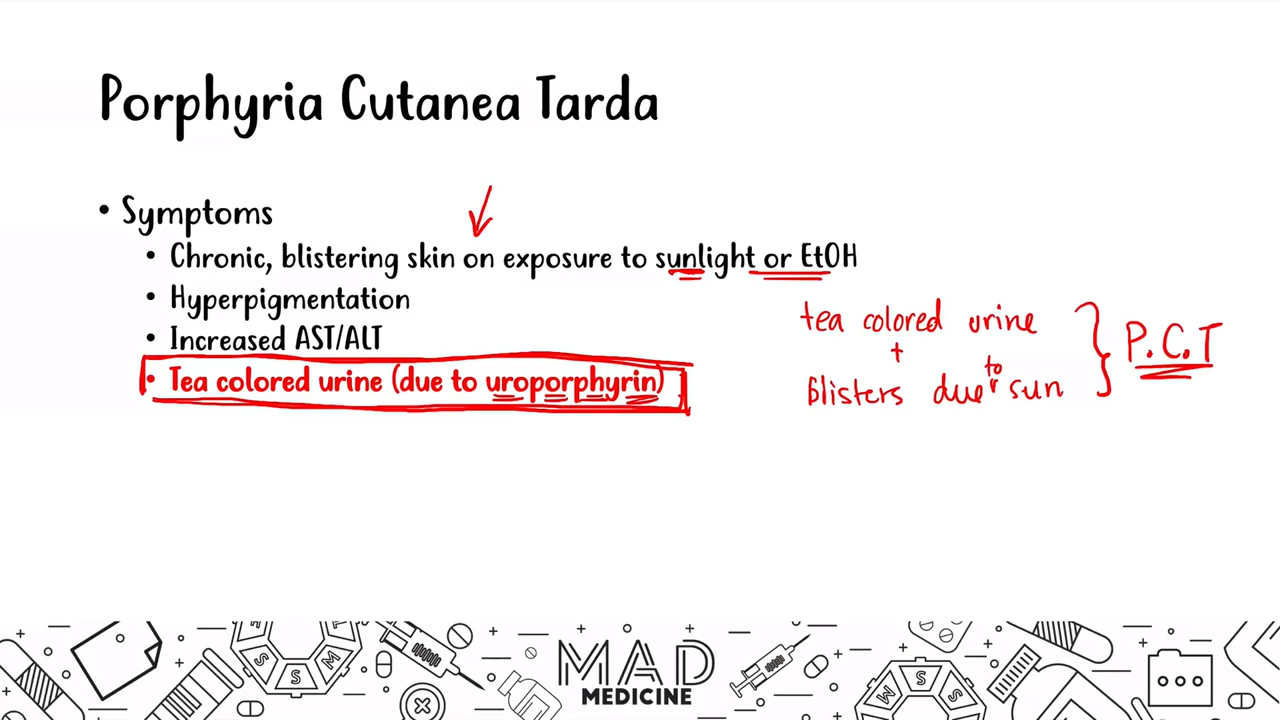 Porphyria Cutanea Tarda
• Symptoms
• Chronic, blistering skin on exposure to sunlight or EtOH
• Hyperpigmentation
• Increased AST/ALT
• Tea colored urine (due to uroporphyrin)
tea colored urine
+
blisters due to sun
P.C.T
S S M
MAD
MEDICINE
M S S